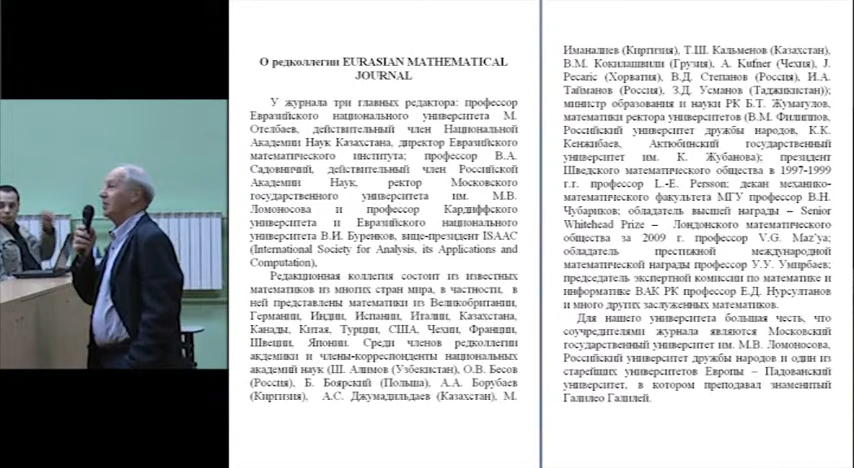 О редколлегии EURASIAN MATHEMATICAL
JOURNAL
У журнала три главных редактора: профессор
Евразийского национального университета М.
Отелбаев, действительный член Национальной
Академии Наук Казахстана, директор Евразийского
математического института; профессор В.А.
Садовничий, действительный член Российской
Академии Наук, ректор Московского
государственного университета им. М.В.
Ломоносова и профессор Кардиффского
университета и Евразийского национального
университета В.И. Буренков, вице-президент ISAAC
(International Society for Analysis, its Applications and
Computation),
Редакционная коллегия состоит из известных
математиков из многих стран мира, в частности, в
ней представлены математики из Великобритании,
Германии, Индии, Испании, Италии, Казахстана,
Канады, Китая, Турции, США, Чехии, Франции,
Швеции, Японии. Среди членов редколлегии
акдемики и члены-корреспонденты национальных
академий наук (Ш. Алимов (Узбекистан), О.В. Бесов
(Россия), Б. Боярский (Польша), А.А. Борубаев
(Киргизия), А.С. Джумадильдаев (Казахстан), М.
Иманалиев (Киргизия), Т.Ш. Кальменов (Казахстан),
В.М. Кокилашвили (Грузия), A. Kufner (Чехия), J.
Pecaric (Хорватия), В.Д. Степанов (Россия), И.А.
Тайманов (Россия), З.Д. Усманов (Таджикистан));
министр образования и науки РК Б.Т. Жумагулов,
математики ректора университетов (В.М. Филиппов,
Российский университет дружбы народов, К.К.
Кенжибаев, Актюбинский государственный
университет им. К. Жубанова); президент
Шведского математического общества в 1997-1999
г.г. профессор L.-E. Persson; декан механико-
математического факультета МГУ профессор В.Н.
Чубариков; обладатель высшей награды – Senior
Whitehead Prize – Лондонского математического
общества за 2009 г. профессор V.G. Maz'ya;
обладатель престижной международной
математической награды профессор У.У. Умирбаев;
председатель экспертной комиссии по математике и
информатике ВАК РК профессор Е.Д. Нурсултанов
и много других заслуженных математиков.
Для нашего университета большая честь, что
соучредителями журнала являются Московский
государственный университет им. М.В. Ломоносова,
Российский университет дружбы народов и один из
старейших университетов Европы – Падованский
университет, в котором преподавал знаменитый
Галилео Галилей.